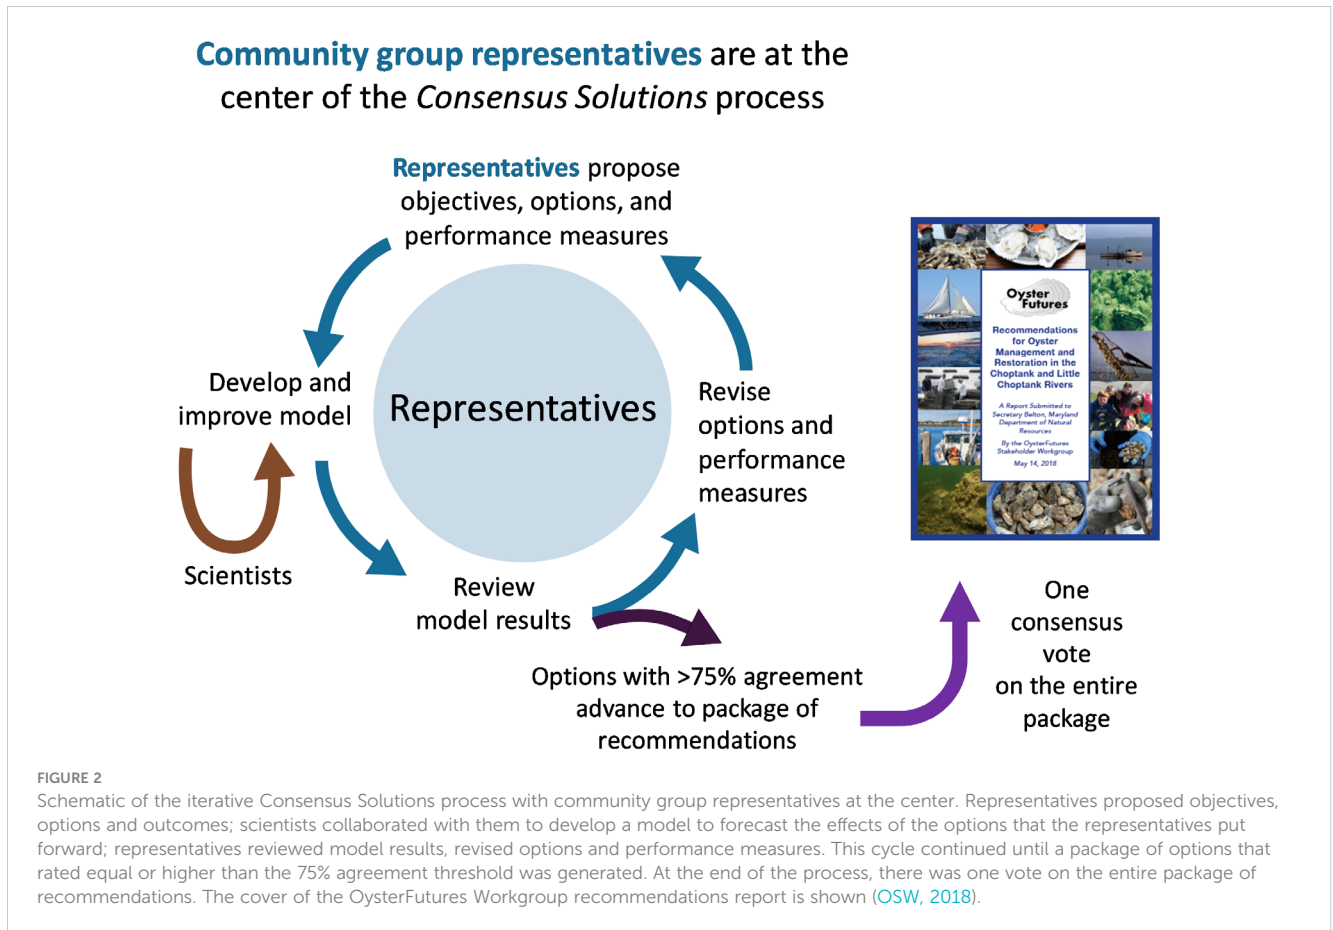 Community group representatives are at the
center of the Consensus Solutions process
Representatives propose
objectives, options, and
performance measures
Develop and
improve model
Representatives
Revise
options and
performance
measures
Scientists
Review
model results
Options with >75% agreement
advance to package of
recommendations
One
consensus
vote
on the entire
package
Oyster
Futures
Recommendations
for Oyster
Management and
Restoration in the
Choptank and Little
Choptank Rivers
A Report Submitted to
Secretary Belton, Maryland
Department of Natural
Resources
By the OysterFutures
Stakeholder Workgroup
May 14, 2018
FIGURE 2
Schematic of the iterative Consensus Solutions process with community group representatives at the center. Representatives proposed objectives,
options and outcomes; scientists collaborated with them to develop a model to forecast the effects of the options that the representatives put
forward; representatives reviewed model results, revised options and performance measures. This cycle continued until a package of options that
rated equal or higher than the 75% agreement threshold was generated. At the end of the process, there was one vote on the entire package of
recommendations. The cover of the OysterFutures Workgroup recommendations report is shown (OSW, 2018).